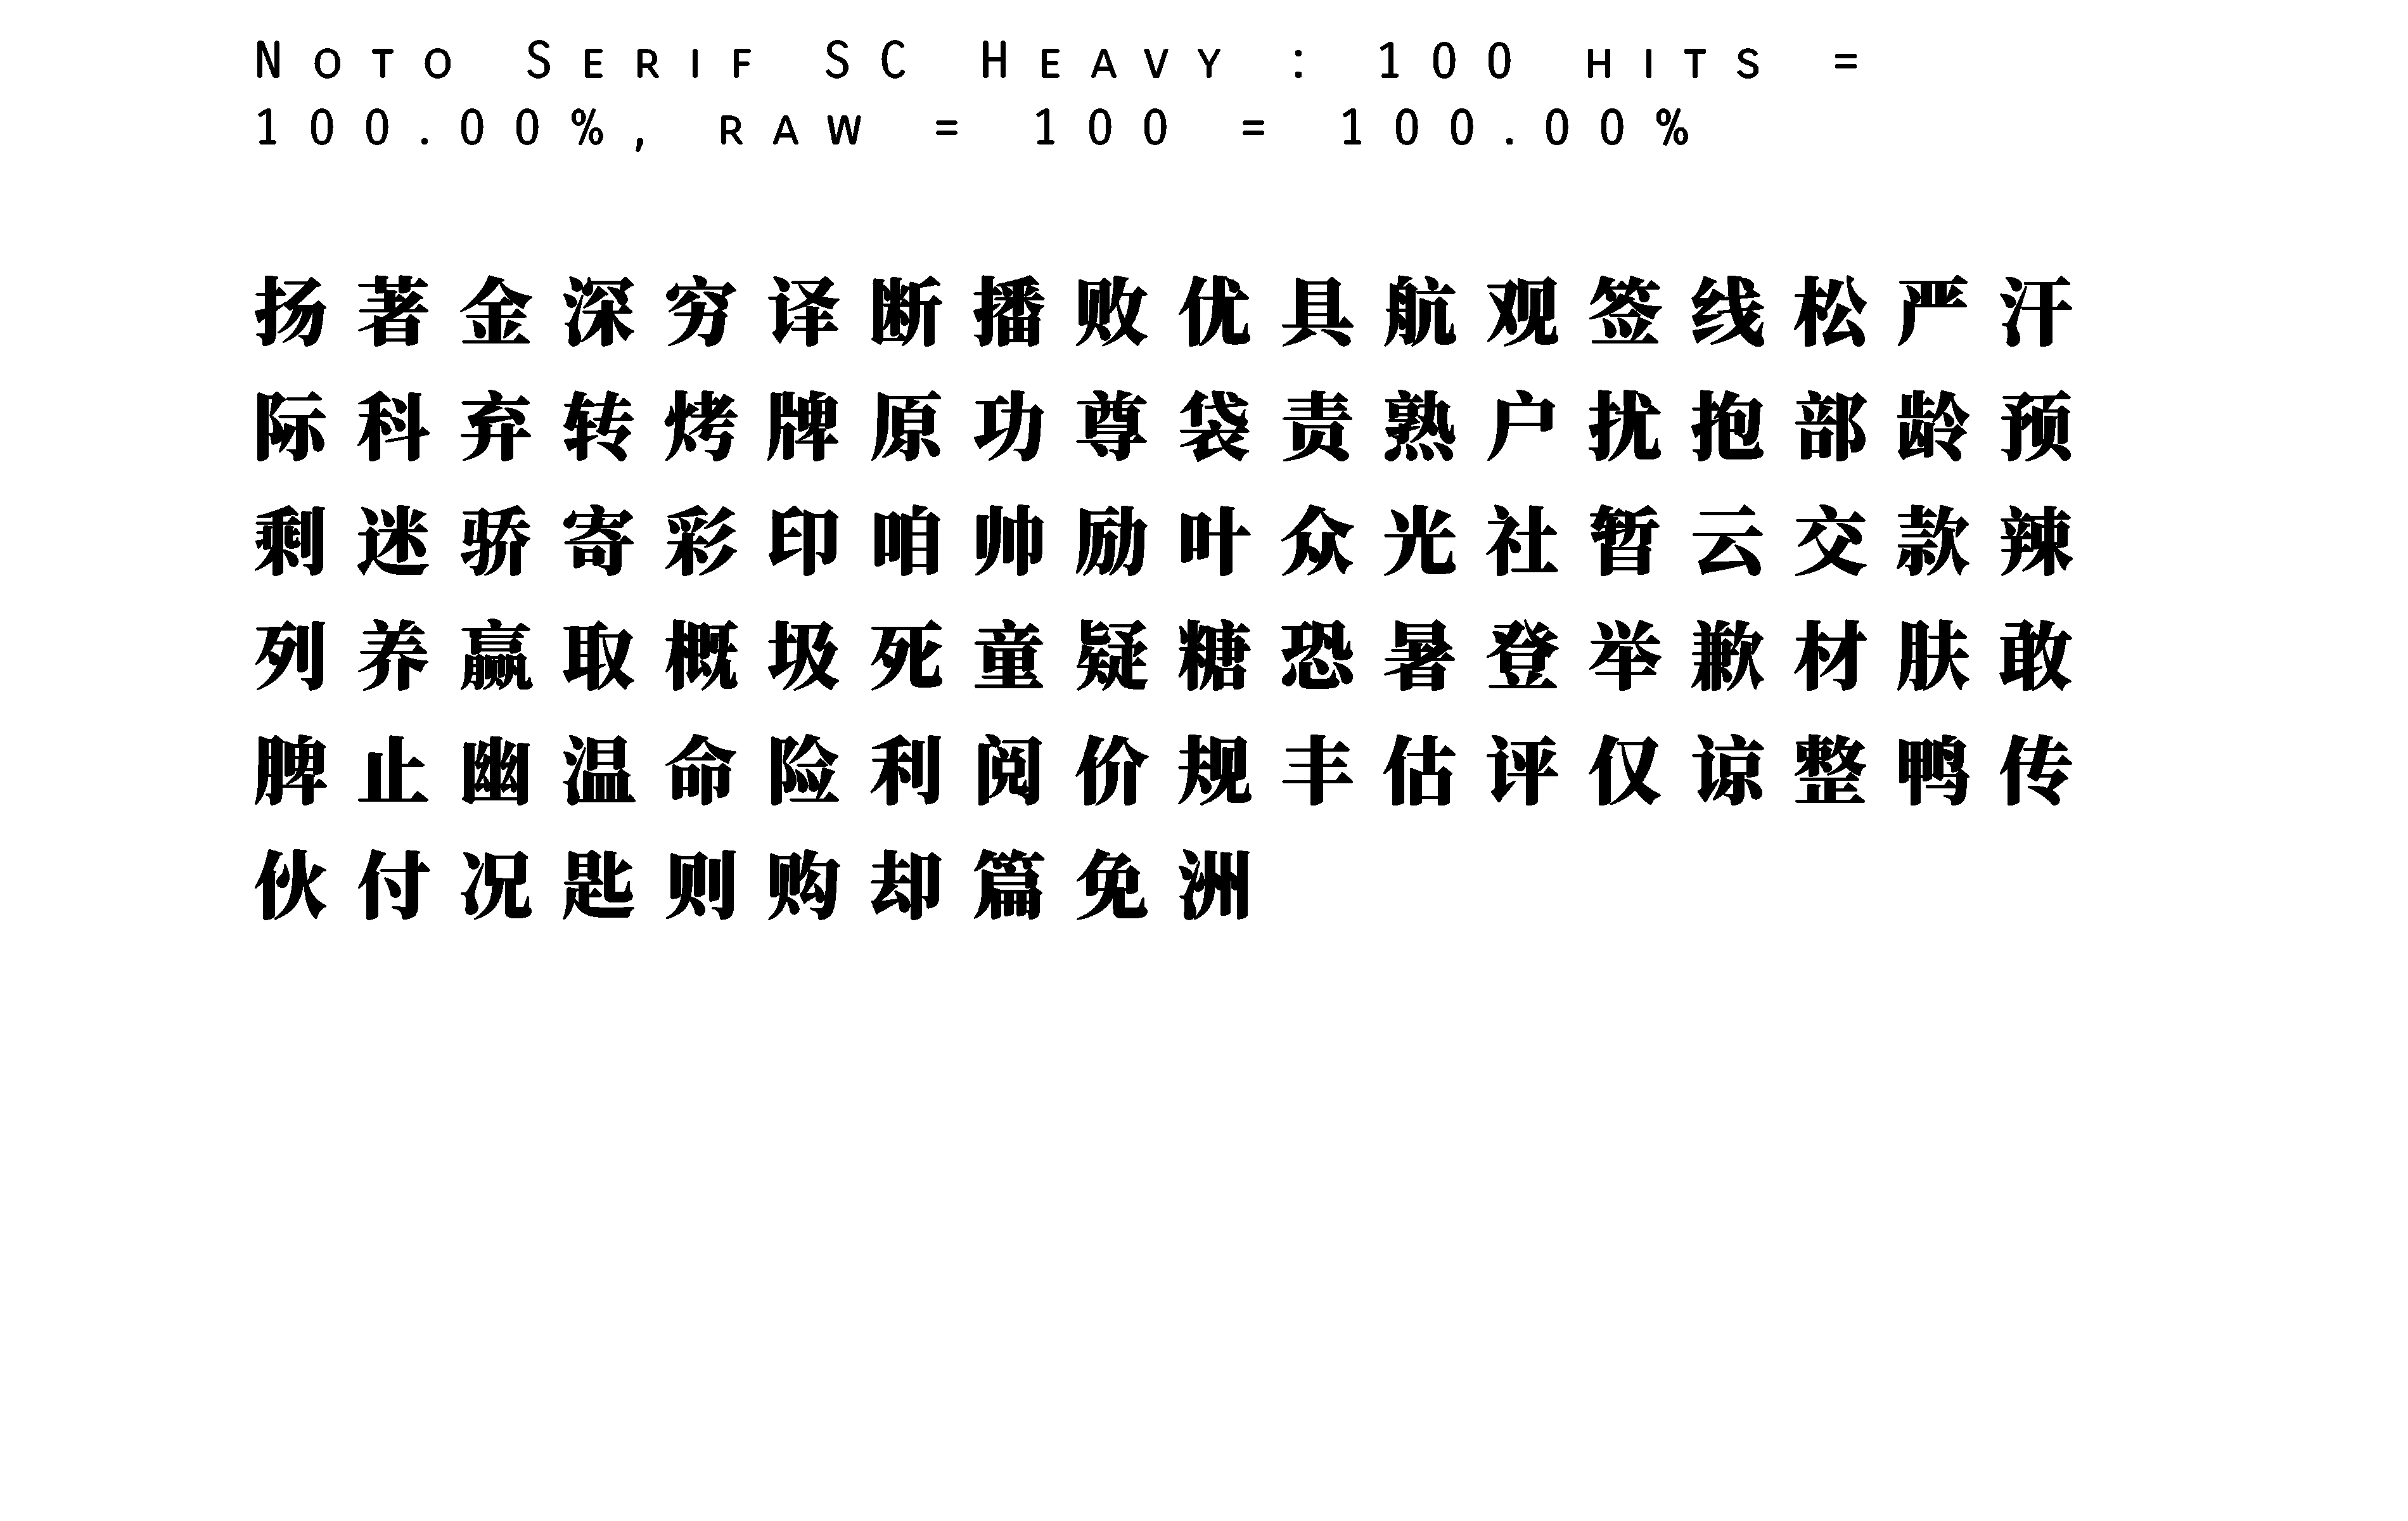 Noto Serif SC Heavy : 100 hits =
100.00%, raw = 100 = 100.00%
扬著金深穷译断播败优具航观签线松严汗
际科弃转烤牌原功尊袋责熟户扰抱部龄预
剩迷骄寄彩印咱帅励叶众光社暂云交款辣
列养赢取概圾死童疑糖恐暑登举歉材肤敢
脾止幽温命险利阅价规丰估评仅谅整鸭传
伙付况匙则购却篇免洲